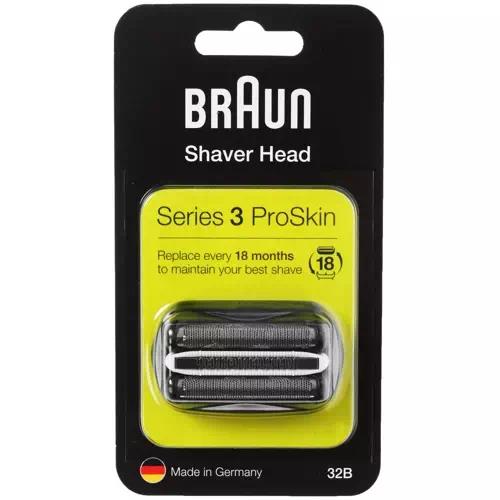 BRAUN
Shaver Head
Series 3 ProSkin
Replace every 18 months
to maintain your best shave
18
Made in Germany
32B